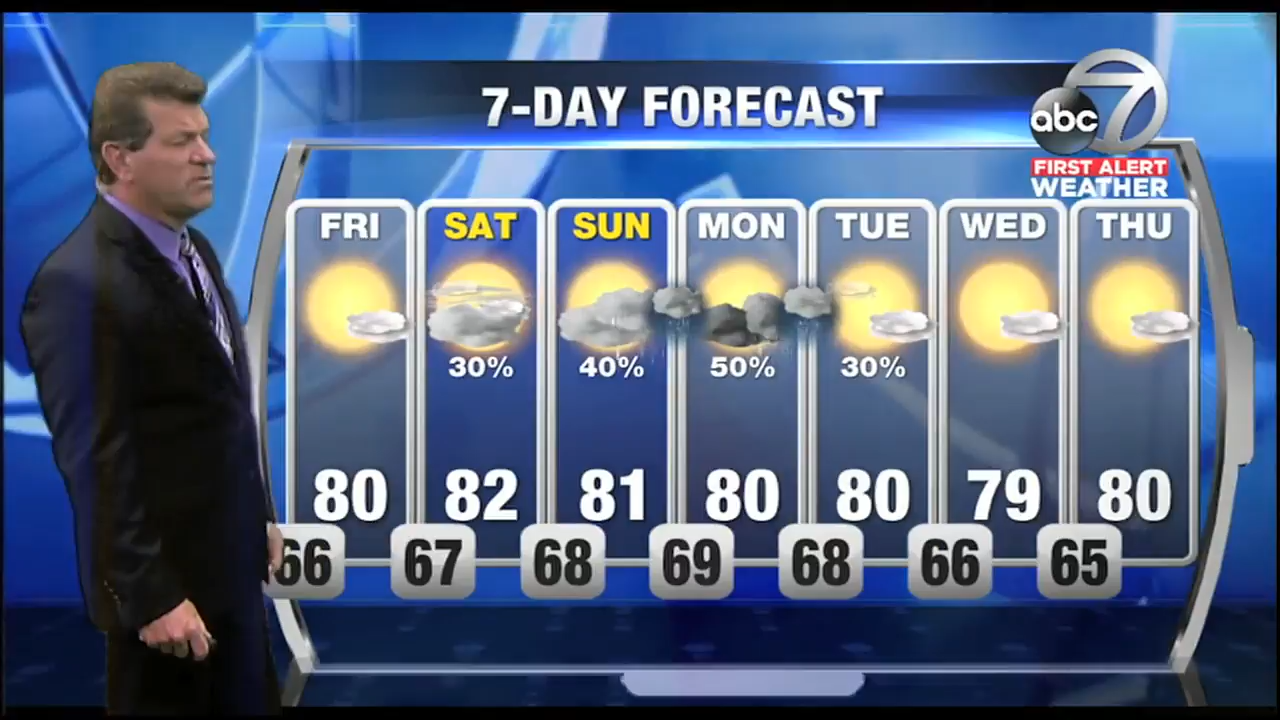 7-DAY FORECAST
abc 7
FIRST ALERT
WEATHER
FRI SAT SUN MON TUE WED THU
30% 40% 50% 30%
80 82 81 80 80 79 80
66 67 68 69 68 66 65